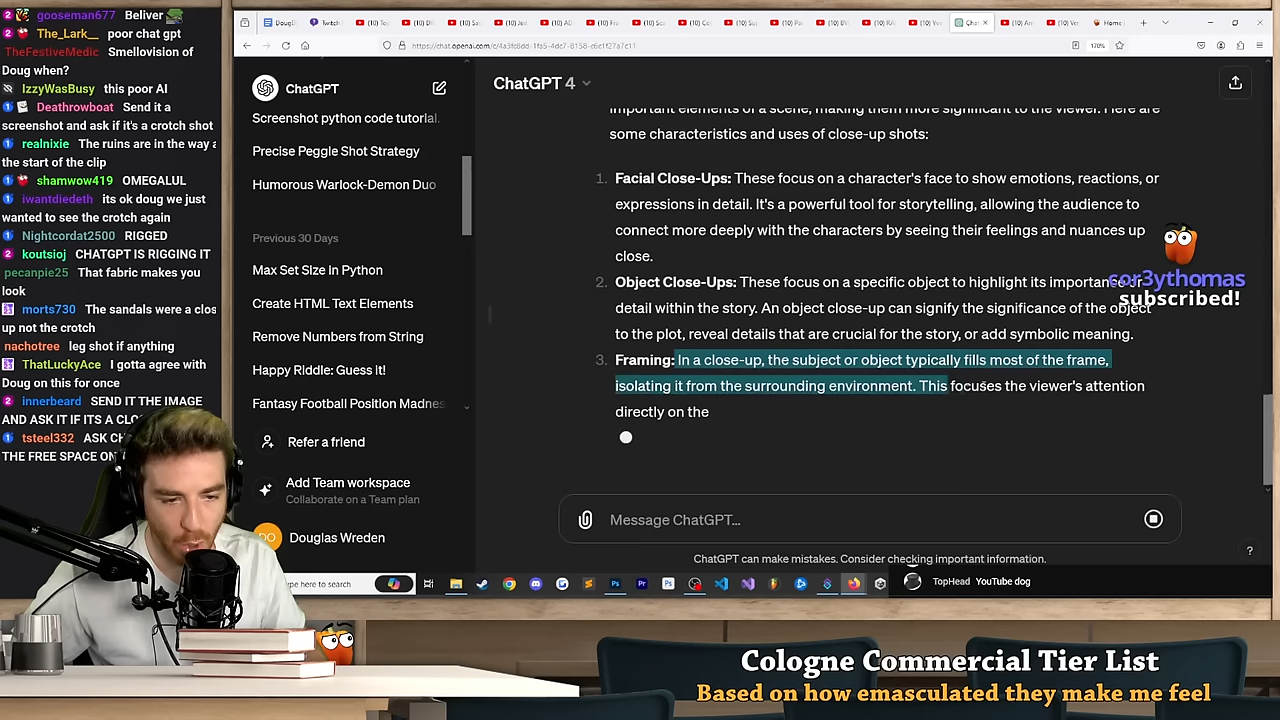 gooseman677 Beliver
The_Lark__ poor chat gpt
TheFestiveMedic Smellovision of
Doug when?
IzzyWasBusy this poor AI
Deathrowboat Send it a
screenshot and ask if it's a crotch shot
realnixie The ruins are in the way a
the start of the clip
shamwow419 OMEGALUL
iwantdiedeth its ok doug we just
wanted to see the crotch again
Nightcordat2500 RIGGED
koutsioj CHATGPT IS RIGGING IT
pecanpie25 That fabric makes you
look
morts730 The sandals were a clos
up not the crotch
nachotree leg shot if anything
ThatLuckyAce I gotta agree with
Doug on this for once
innerbeard SEND IT THE IMAGE
AND ASK IT IF ITS A CLO
tsteel332 ASK CH
THE FREE SPACE ON
ChatGPT
Screenshot python code tutorial.
Precise Peggle Shot Strategy
Humorous Warlock-Demon Duo
Previous 30 Days
Max Set Size in Python
Create HTML Text Elements
Remove Numbers from String
Happy Riddle: Guess it!
Fantasy Football Position Madnes
Refer a friend
Add Team workspace
Collaborate on a Team plan
DO Douglas Wreden
ChatGPT 4
important elements of a scene, making them more significant to the viewer. Here are
some characteristics and uses of close-up shots:
1. Facial Close-Ups: These focus on a character's face to show emotions, reactions, or
expressions in detail. It's a powerful tool for storytelling, allowing the audience to
connect more deeply with the characters by seeing their feelings and nuances up
close.
2. Object Close-Ups: These focus on a specific object to highlight its importance or
detail within the story. An object close-up can signify the significance of the object
to the plot, reveal details that are crucial for the story, or add symbolic meaning.
3. Framing: In a close-up, the subject or object typically fills most of the frame,
isolating it from the surrounding environment. This focuses the viewer's attention
directly on the
cor3ythomas
subscribed!
Message ChatGPT...
ChatGPT can make mistakes. Consider checking important information.
?
170%
pe here to search
TopHead YouTube dog
Cologne Commercial Tier List
Based on how emasculated they make me feel